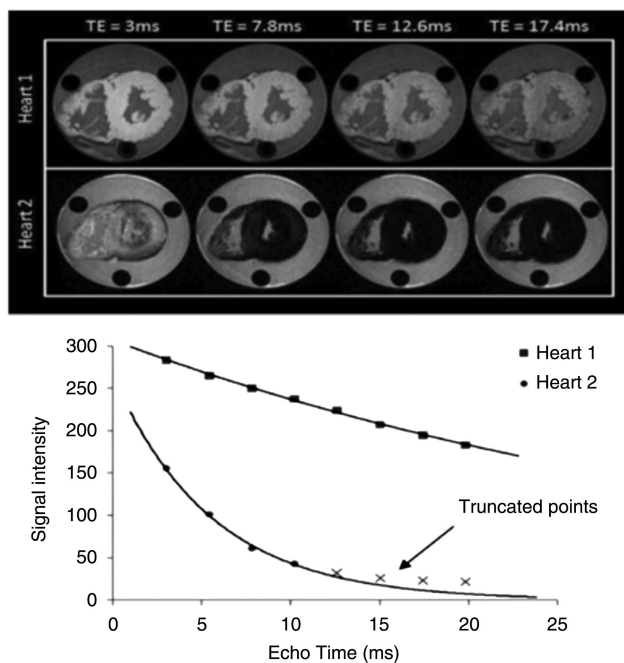 TE = 3ms TE = 7.8ms TE = 12.6ms TE = 17.4ms
Heart 1
Heart 2
300
250
200
150
100
50
0
Signal intensity
Heart 1
Heart 2
Truncated points
0 5 10 15 20 25
Echo Time (ms)